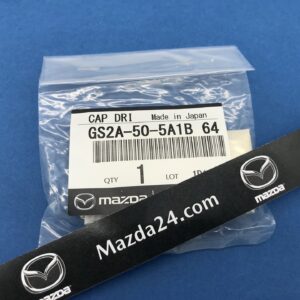 CAP DRI Made in Japan
GS2A-50-5A1B 64
QTY 1 LOT
mazda
Mazda24.com